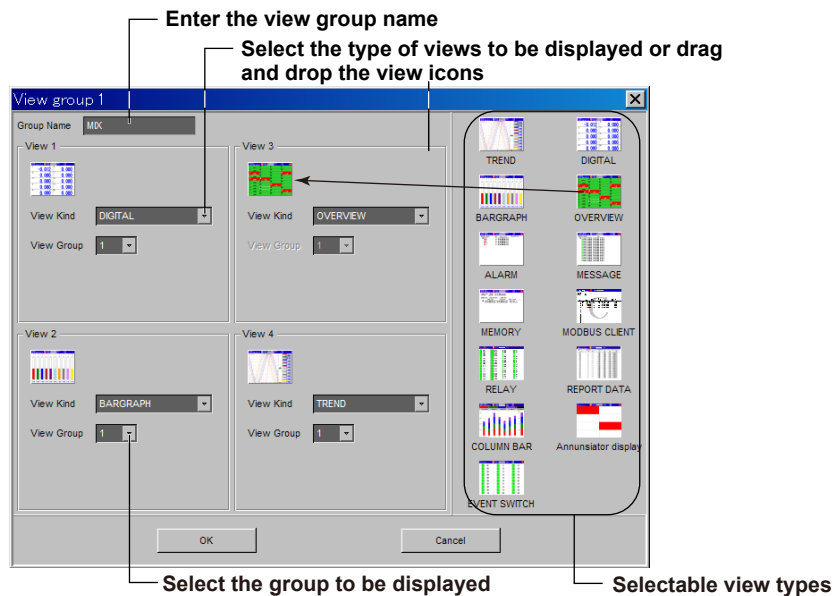 Enter the view group name
Select the type of views to be displayed or drag
and drop the view icons
View group 1
Group Name MIX
View 1
View Kind DIGITAL
View Group 1
View 3
View Kind OVERVIEW
View Group 1
View 2
View Kind BARGRAPH
View Group 1
View 4
View Kind TREND
View Group 1
TREND DIGITAL
BARGRAPH OVERVIEW
ALARM MESSAGE
MEMORY MODBUS CLIENT
RELAY REPORT DATA
COLUMN BAR Annunsiator display
EVENT SWITCH
OK Cancel
Select the group to be displayed
Selectable view types